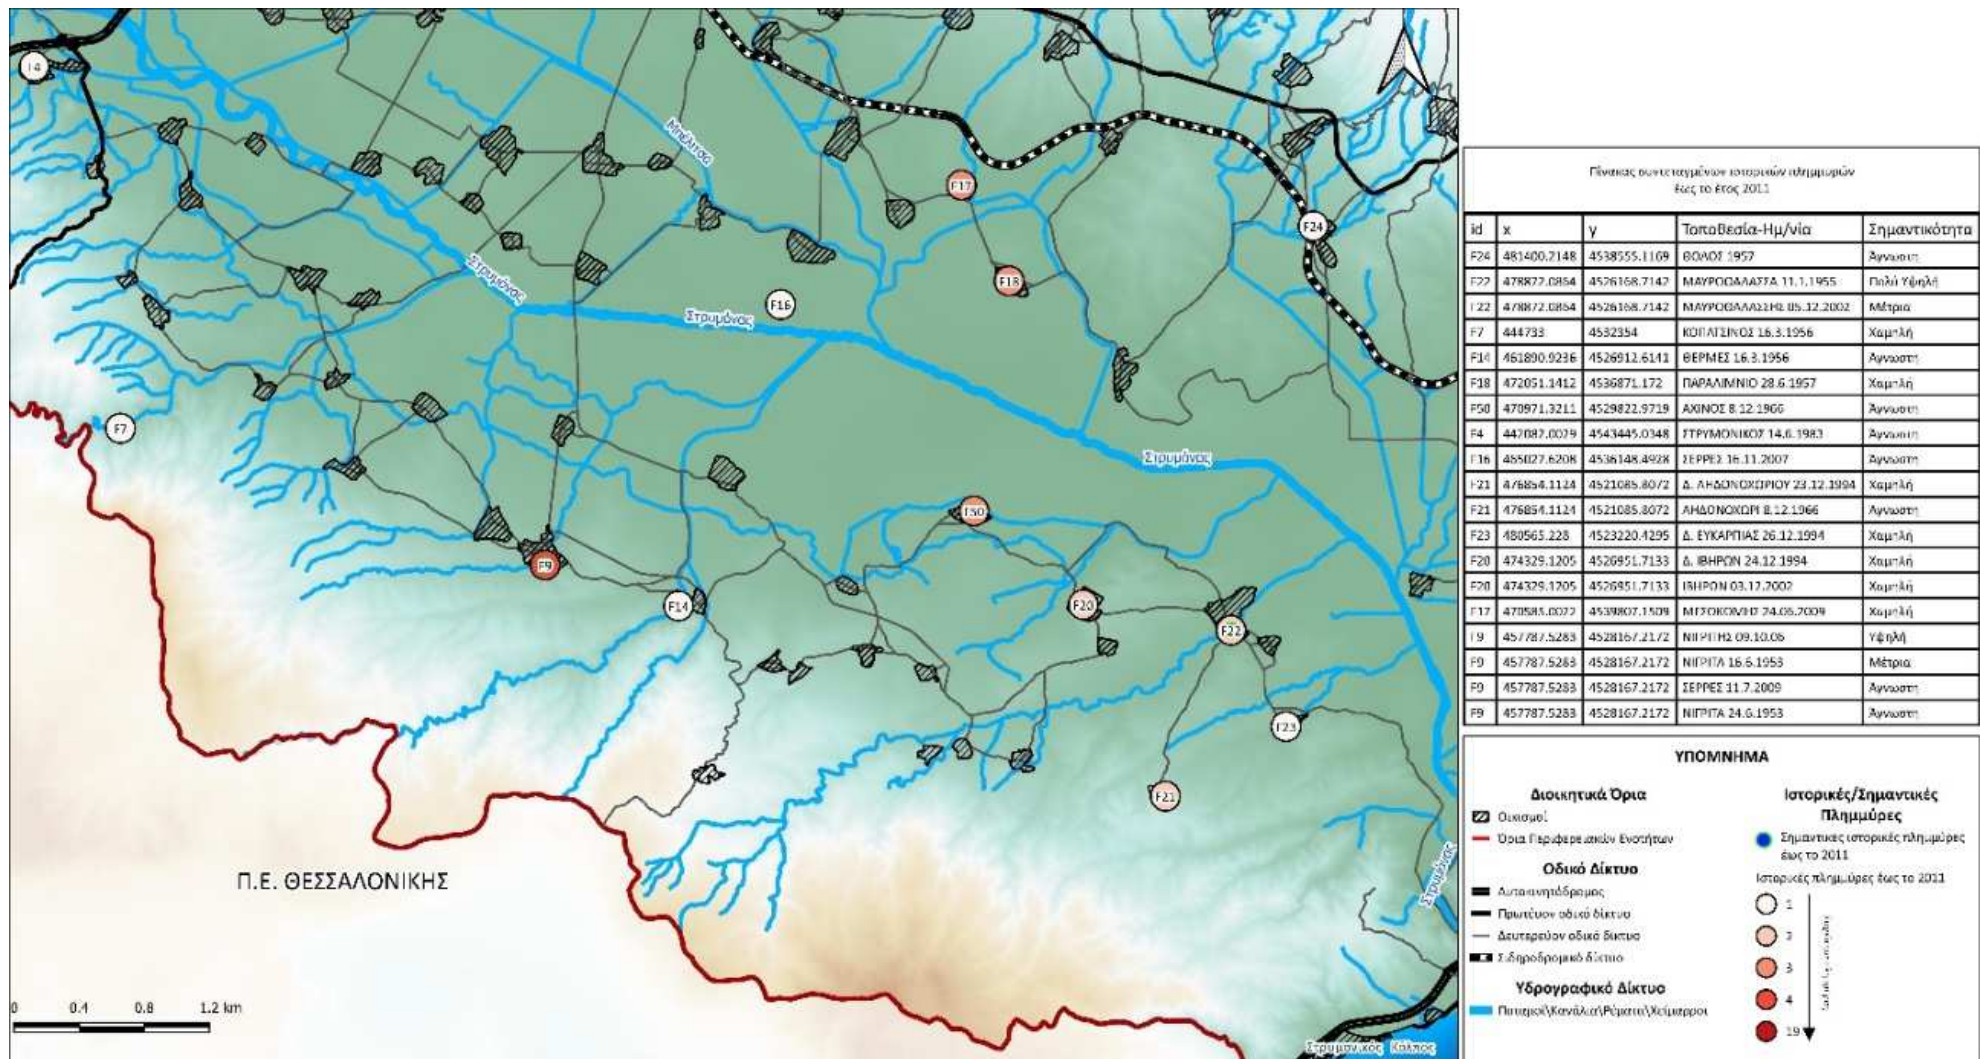 F4
Μπέλιτσας
F17
F24
Στρυμόνας
F18
F16
Στρυμόνας
F7
Στρυμόνας
F50
F9
F14
F20
F22
F23
F21
Π.Ε. ΘΕΣΣΑΛΟΝΙΚΗΣ
Στρυμόνας
0 0.4 0.8 1.2 km
Στρυμονικός Κόλπος
Πίνακας συντεταγμένων ιστορικών πλημμυρών
έως το έτος 2011
id x y Τοποθεσία-Ημ/νία Σημαντικότητα
F24 481400.2148 4538555.1169 ΘΟΛΟΣ 1957 Άγνωστη
F22 478872.0864 4526168.7142 ΜΑΥΡΟΘΑΛΑΣΣΑ 11.1.1955 Πολύ Υψηλή
F22 478872.0864 4526168.7142 ΜΑΥΡΟΘΑΛΑΣΣΗΣ 05.12.2002 Μέτρια
F7 444733 4532354 ΚΟΠΑΤΣΙΝΟΣ 16.3.1956 Χαμηλή
F14 461890.9236 4526912.6141 ΘΕΡΜΕΣ 16.3.1956 Άγνωστη
F18 472051.1412 4536871.172 ΠΑΡΑΛΙΜΝΙΟ 28.6.1957 Χαμηλή
F50 470971.3211 4529822.9719 ΑΧΙΝΟΣ 8.12.1966 Άγνωστη
F4 442082.0029 4543445.0348 ΣΤΡΥΜΟΝΙΚΟΣ 14.6.1983 Άγνωστη
F16 465027.6208 4536148.4928 ΣΕΡΡΕΣ 16.11.2007 Άγνωστη
F21 476854.1124 4521085.8072 Δ. ΑΗΔΟΝΟΧΩΡΙΟΥ 23.12.1994 Χαμηλή
F21 476854.1124 4521085.8072 ΑΗΔΟΝΟΧΩΡΙ 8.12.1966 Άγνωστη
F23 480565.228 4523220.4295 Δ. ΕΥΚΑΡΠΙΑΣ 26.12.1994 Χαμηλή
F20 474329.1205 4526951.7133 Δ. ΙΒΗΡΩΝ 24.12.1994 Χαμηλή
F20 474329.1205 4526951.7133 ΙΒΗΡΩΝ 03.12.2002 Χαμηλή
F17 470583.0022 4539807.1509 ΜΕΣΟΚΩΜΗΣ 24.06.2009 Χαμηλή
F9 457787.5283 4528167.2172 ΝΙΓΡΙΤΗΣ 09.10.06 Υψηλή
F9 457787.5283 4528167.2172 ΝΙΓΡΙΤΑ 16.6.1953 Μέτρια
F9 457787.5283 4528167.2172 ΣΕΡΡΕΣ 11.7.2009 Άγνωστη
F9 457787.5283 4528167.2172 ΝΙΓΡΙΤΑ 24.6.1953 Άγνωστη
ΥΠΟΜΝΗΜΑ
Διοικητικά Όρια
Οικισμοί
Όρια Περιφερειακών Ενοτήτων
Οδικό Δίκτυο
Αυτοκινητόδρομος
Πρωτεύον οδικό δίκτυο
Δευτερεύον οδικό δίκτυο
Σιδηροδρομικό δίκτυο
Υδρογραφικό Δίκτυο
Ποταμοί\Κανάλια\Ρέματα\Χείμαρροι
Ιστορικές/Σημαντικές
Πλημμύρες
Σημαντικές ιστορικές πλημμύρες
έως το 2011
Ιστορικές πλημμύρες έως το 2011
1
2
3
4
19